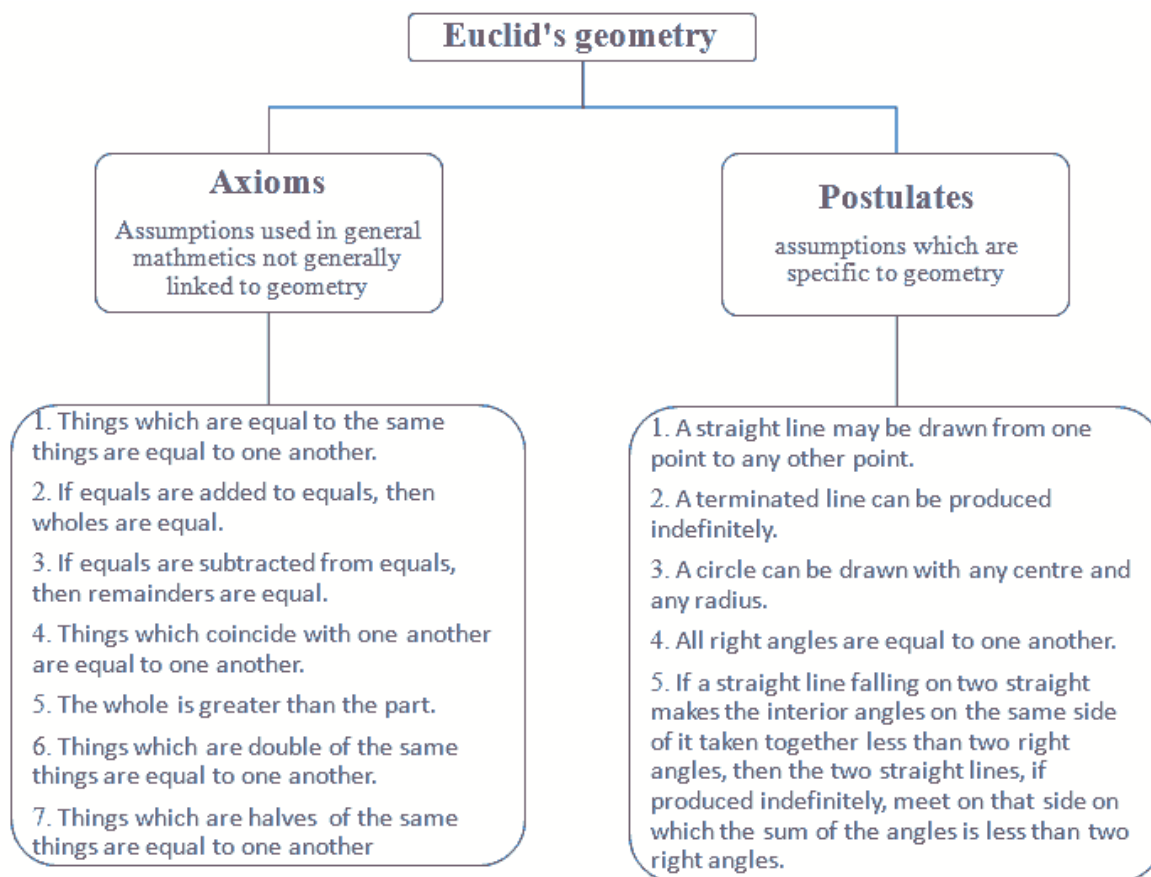 Euclid's geometry
Axioms
Assumptions used in general
mathmetics not generally
linked to geometry
Postulates
assumptions which are
specific to geometry
1. Things which are equal to the same
things are equal to one another.
2. If equals are added to equals, then
wholes are equal.
3. If equals are subtracted from equals,
then remainders are equal.
4. Things which coincide with one another
are equal to one another.
5. The whole is greater than the part.
6. Things which are double of the same
things are equal to one another.
7. Things which are halves of the same
things are equal to one another
1. A straight line may be drawn from one
point to any other point.
2. A terminated line can be produced
indefinitely.
3. A circle can be drawn with any centre and
any radius.
4. All right angles are equal to one another.
5. If a straight line falling on two straight
makes the interior angles on the same side
of it taken together less than two right
angles, then the two straight lines, if
produced indefinitely, meet on that side on
which the sum of the angles is less than two
right angles.